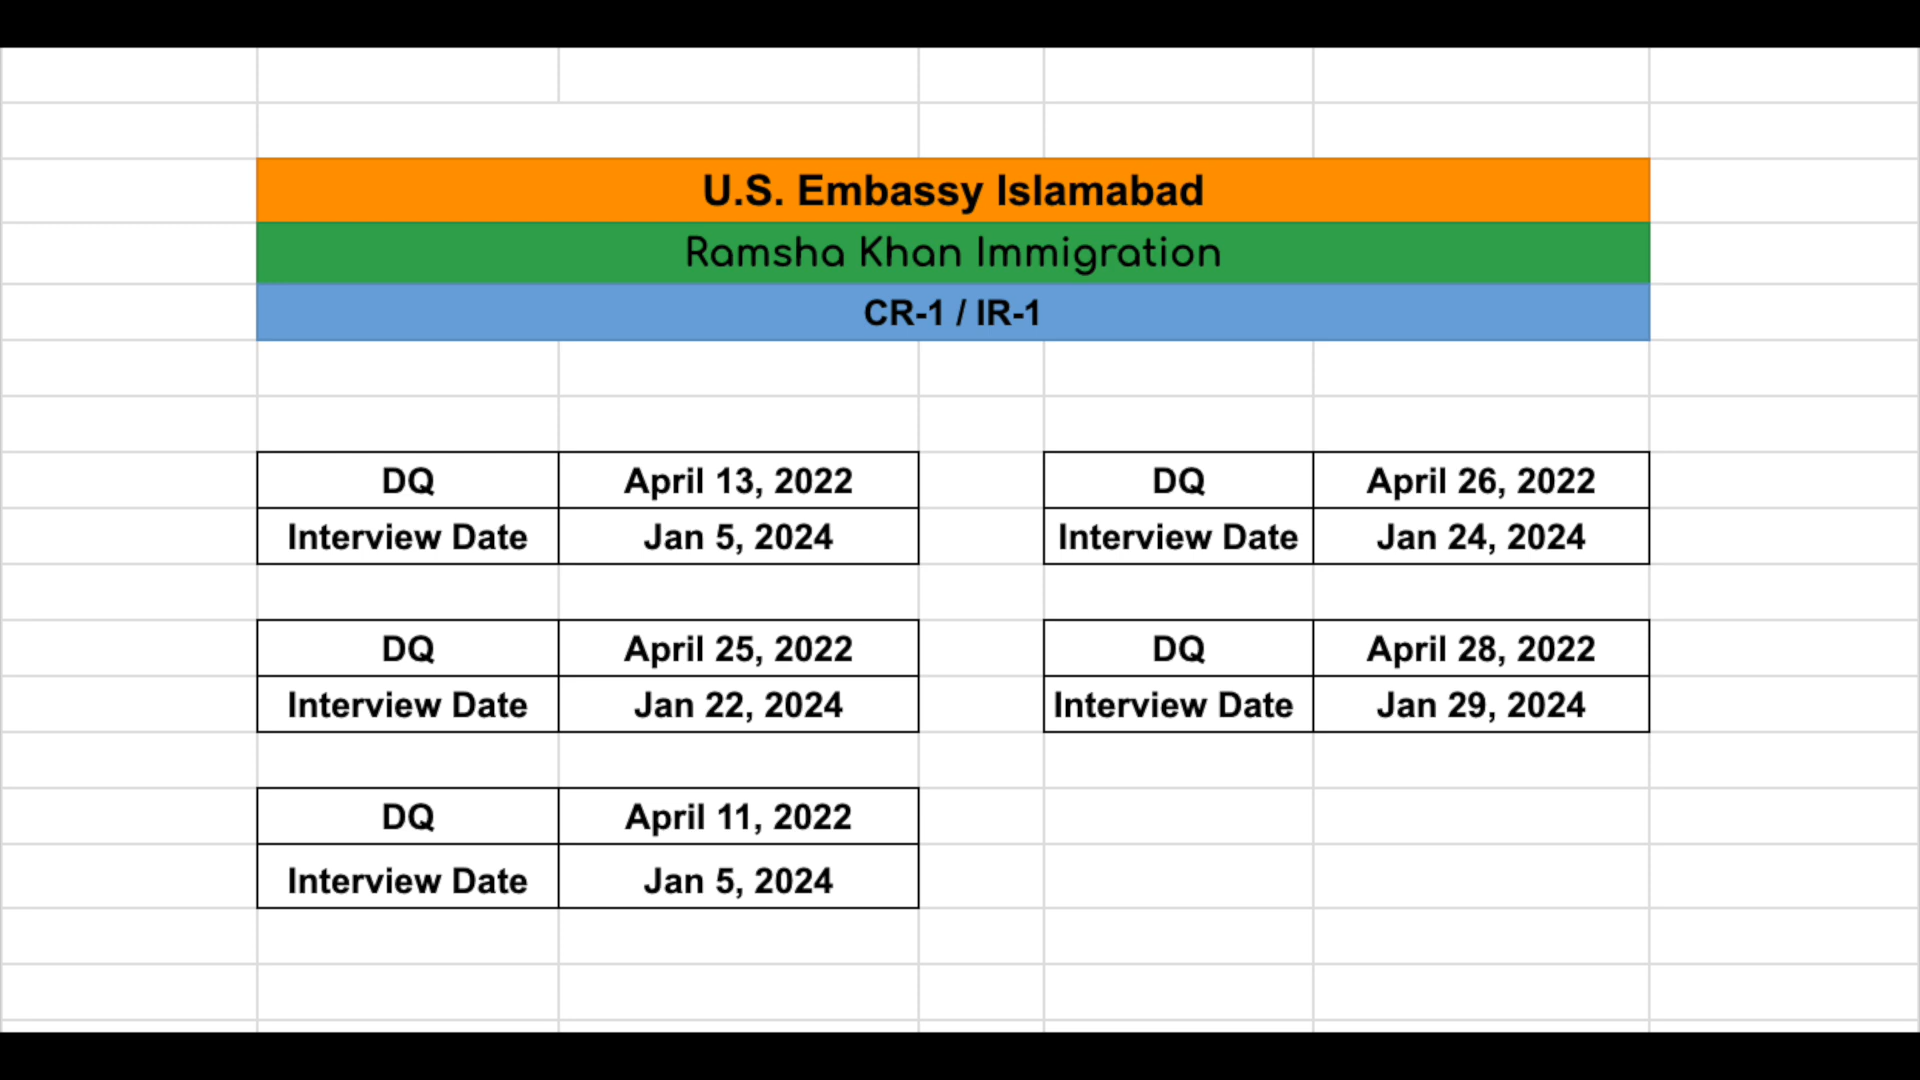 U.S. Embassy Islamabad
Ramsha Khan Immigration
CR-1 / IR-1
DQ April 13, 2022
Interview Date Jan 5, 2024
DQ April 26, 2022
Interview Date Jan 24, 2024
DQ April 25, 2022
Interview Date Jan 22, 2024
DQ April 28, 2022
Interview Date Jan 29, 2024
DQ April 11, 2022
Interview Date Jan 5, 2024